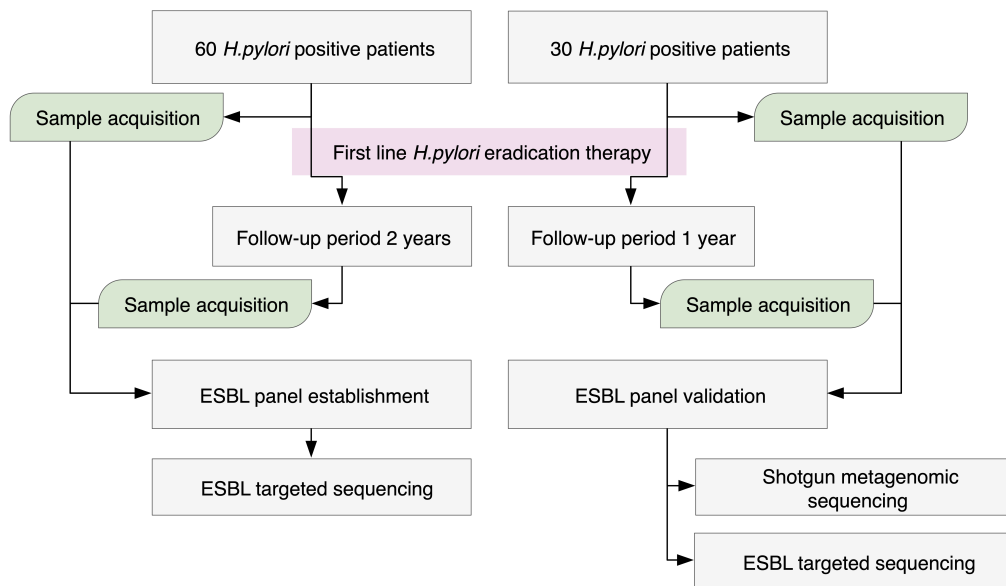 60 H.pylori positive patients
30 H.pylori positive patients
Sample acquisition
Sample acquisition
First line H.pylori eradication therapy
Follow-up period 2 years
Follow-up period 1 year
Sample acquisition
Sample acquisition
ESBL panel establishment
ESBL panel validation
ESBL targeted sequencing
Shotgun metagenomic
sequencing
ESBL targeted sequencing